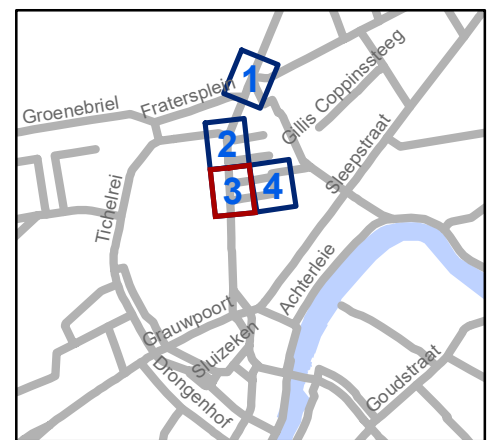 1
Gillis Coppinssteeg
Fratersplein
Groenebriel
2
Sleepstraat
3
4
Tichelrei
Achterleie
Grauwpoort
Sluizeken
Drongenhof
Goudstraat